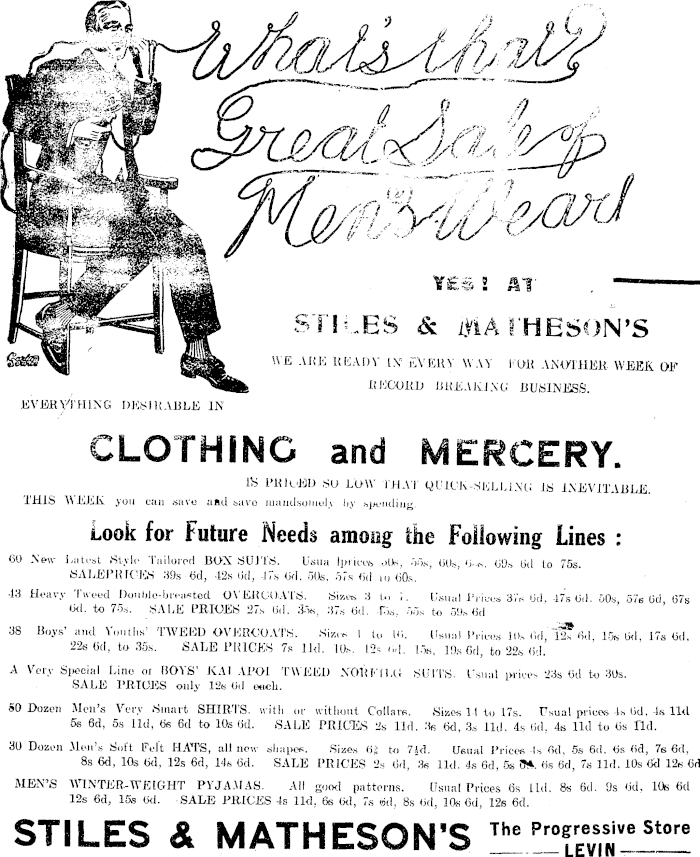 What's that?
Great Sale of
Men's Wear!
YES! AT
STILES & MATHESON'S
WE ARE READY IN EVERY WAY FOR ANOTHER WEEK OF
RECORD BREAKING BUSINESS.
EVERYTHING DESIRABLE IN
CLOTHING and MERCERY.
IS PRICED SO LOW THAT QUICK-SELLING IS INEVITABLE.
THIS WEEK you can save and save mandsomely by spending
Look for Future Needs among the Following Lines :
60 New Latest Style Tailored BOX SUITS. Usua lprices 50s, 55s, 60s, 69s 6d to 75s.
SALEPRICES 39s 6d, 42s 6d, 47s 6d. 50s. 57s 6d to 60s.
43 Heavy Tweed Double-breasted OVERCOATS. Sizes 3 to Usual Prices 37s 6d, 47s 6d. 50s, 57s 6d, 67s
6d. to 75s. SALE PRICES 27s 6d. 35s, 37s 6d. 45s, 55s to 59s 6d
38 Boys' and Youths' TWEED OVERCOATS. Sizes 4 to 16. Usual Prices 10s 6d, 12s 6d, 15s 6d, 17s 6d.
22s 6d, to 35s. SALE PRICES 7s 11d. 10s. 12s 6d. 15s, 19s 6d, to 22s 6d.
A Very Special Line of BOYS' KAIAPOI TWEED SUITS. Usual prices 23s 6d to 30s.
SALE PRICES only 12s 6d each.
50 Dozen Men's Very Smart SHIRTS. with or without Collars. Sizes 14 to 17s. Usual prices 4s 6d. 4s 11d
5s 6d, 5s 11d, 6s 6d to 10s 6d. SALE PRICES 2s 11d. 3s 6d, 3s 11d. 4s 6d, 4s 11d to 6s 11d.
30 Dozen Men's Soft Felt HATS, all new shapes. Sizes 6¾ to 7½d. Usual Prices 4s 6d, 5s 6d. 6s 6d, 7s 6d,
8s 6d, 10s 6d, 12s 6d, 14s 6d. SALE PRICES 2s 6d, 3s 11d. 4s 6d, 5s 6s 6d, 7s 11d. 10s 6d 12s 6d
MEN'S WINTER-WEIGHT PYJAMAS. All good patterns. Usual Prices 6s 11d. 8s 6d. 9s 6d, 10s 6d
12s 6d, 15s 6d. SALE PRICES 4s 11d, 6s 6d, 7s 6d, 8s 6d, 10s 6d, 12s 6d.
STILES & MATHESON'S The Progressive Store
LEVIN